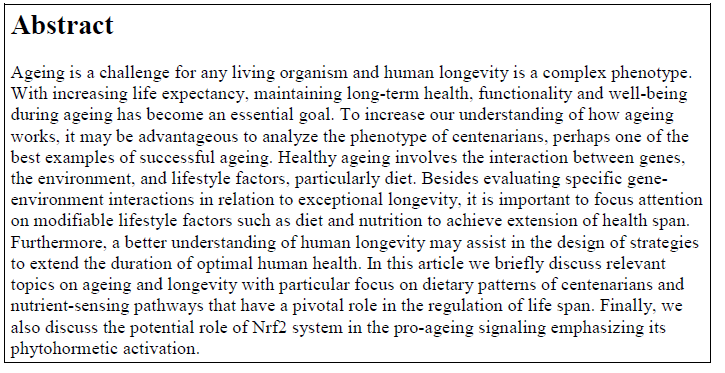 Abstract
Ageing is a challenge for any living organism and human longevity is a complex phenotype.
With increasing life expectancy, maintaining long-term health, functionality and well-being
during ageing has become an essential goal. To increase our understanding of how ageing
works, it may be advantageous to analyze the phenotype of centenarians, perhaps one of the
best examples of successful ageing. Healthy ageing involves the interaction between genes,
the environment, and lifestyle factors, particularly diet. Besides evaluating specific gene-
environment interactions in relation to exceptional longevity, it is important to focus attention
on modifiable lifestyle factors such as diet and nutrition to achieve extension of health span.
Furthermore, a better understanding of human longevity may assist in the design of strategies
to extend the duration of optimal human health. In this article we briefly discuss relevant
topics on ageing and longevity with particular focus on dietary patterns of centenarians and
nutrient-sensing pathways that have a pivotal role in the regulation of life span. Finally, we
also discuss the potential role of Nrf2 system in the pro-ageing signaling emphasizing its
phytohormetic activation.